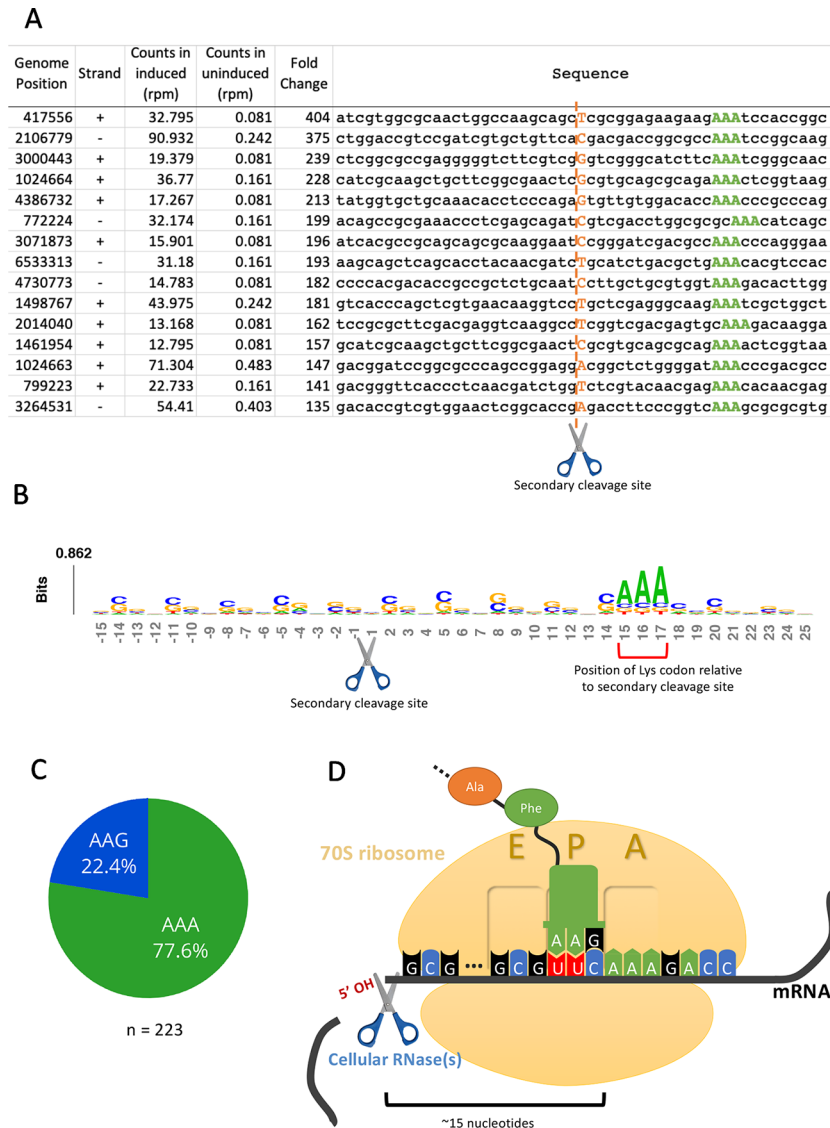 A
Genome Position Strand Counts in induced (rpm) Counts in uninduced (rpm) Fold Change Sequence
417556 + 32.795 0.081 404 atcgtggcgcaactggccaagcagcTcgcggagaagaagAAAtccaccggc
2106779 - 90.932 0.242 375 ctggaccgtccgatcgtgctgttcaCgacgaccggcgccAAAtccggcaag
3000443 + 19.379 0.081 239 ctcggcgccgagggggtcttcgtcgGgtcgggcatcttcAAAtcgggcaac
1024664 + 36.77 0.161 228 catcgcaagctgcttcggcgaactcGcgtgcagcgcagaAAActcggtaag
4386732 + 17.267 0.081 213 tatggtgctgcaaacacctcccagaGtgttgtggacaccAAAcccgcccag
772224 - 32.174 0.161 199 acagccgcgaaaccctcgagcagatCgtcgacctggcgcgcAAAcatcagc
3071873 + 15.901 0.081 196 atcacgccgcagcagcgcaaggaatCcgggatcgacgccAAAcccagggaa
6533313 - 31.18 0.161 193 aagcagctcagacctacaacgatcTgcatctgacgctgAAAcacgtccac
4730773 - 14.783 0.081 182 ccccacgacaccgccgctctgcaatCcttgctgcgtggtAAAgacacttgg
1498767 + 43.975 0.242 181 gtcacccagctcgtgaacaaggtccTgctcgagggcaagAAAtcgctggct
2014040 + 13.168 0.081 162 tccgcgcttcgacgaggtcaaggccTcggtcgacgagtgcAAAgacaagga
1461954 + 12.795 0.081 157 gcatcgcaagctgcttcggcgaactCgcgtgcagcgcagAAAactcggtaa
1024663 + 71.304 0.483 147 gacggatccggcgcccagccggaggAcggctctggggatAAAcccgacgcc
799223 + 22.733 0.161 141 gacgggttcaccctcaacgatctggTctcgtacaacgagAAAcacaacgag
3264531 - 54.41 0.403 135 gacaccgtcgtggaactcggcaccgAgaccttcccggtcAAAgcgcgcgtg
Secondary cleavage site
B
0.862
Bits
-15 -14 -13 -12 -11 -10 -9 -8 -7 -6 -5 -4 -3 -2 -1 1 2 3 4 5 6 7 8 9 10 11 12 13 14 15 16 17 18 19 20 21 22 23 24 25
Secondary cleavage site
Position of Lys codon relative
to secondary cleavage site
C
AAG
22.4%
AAA
77.6%
n = 223
D
Ala
Phe
70S ribosome
E P A
A A G
G C G ... G C G U U C A A A G A C C
mRNA
5' OH
Cellular RNase(s)
~15 nucleotides